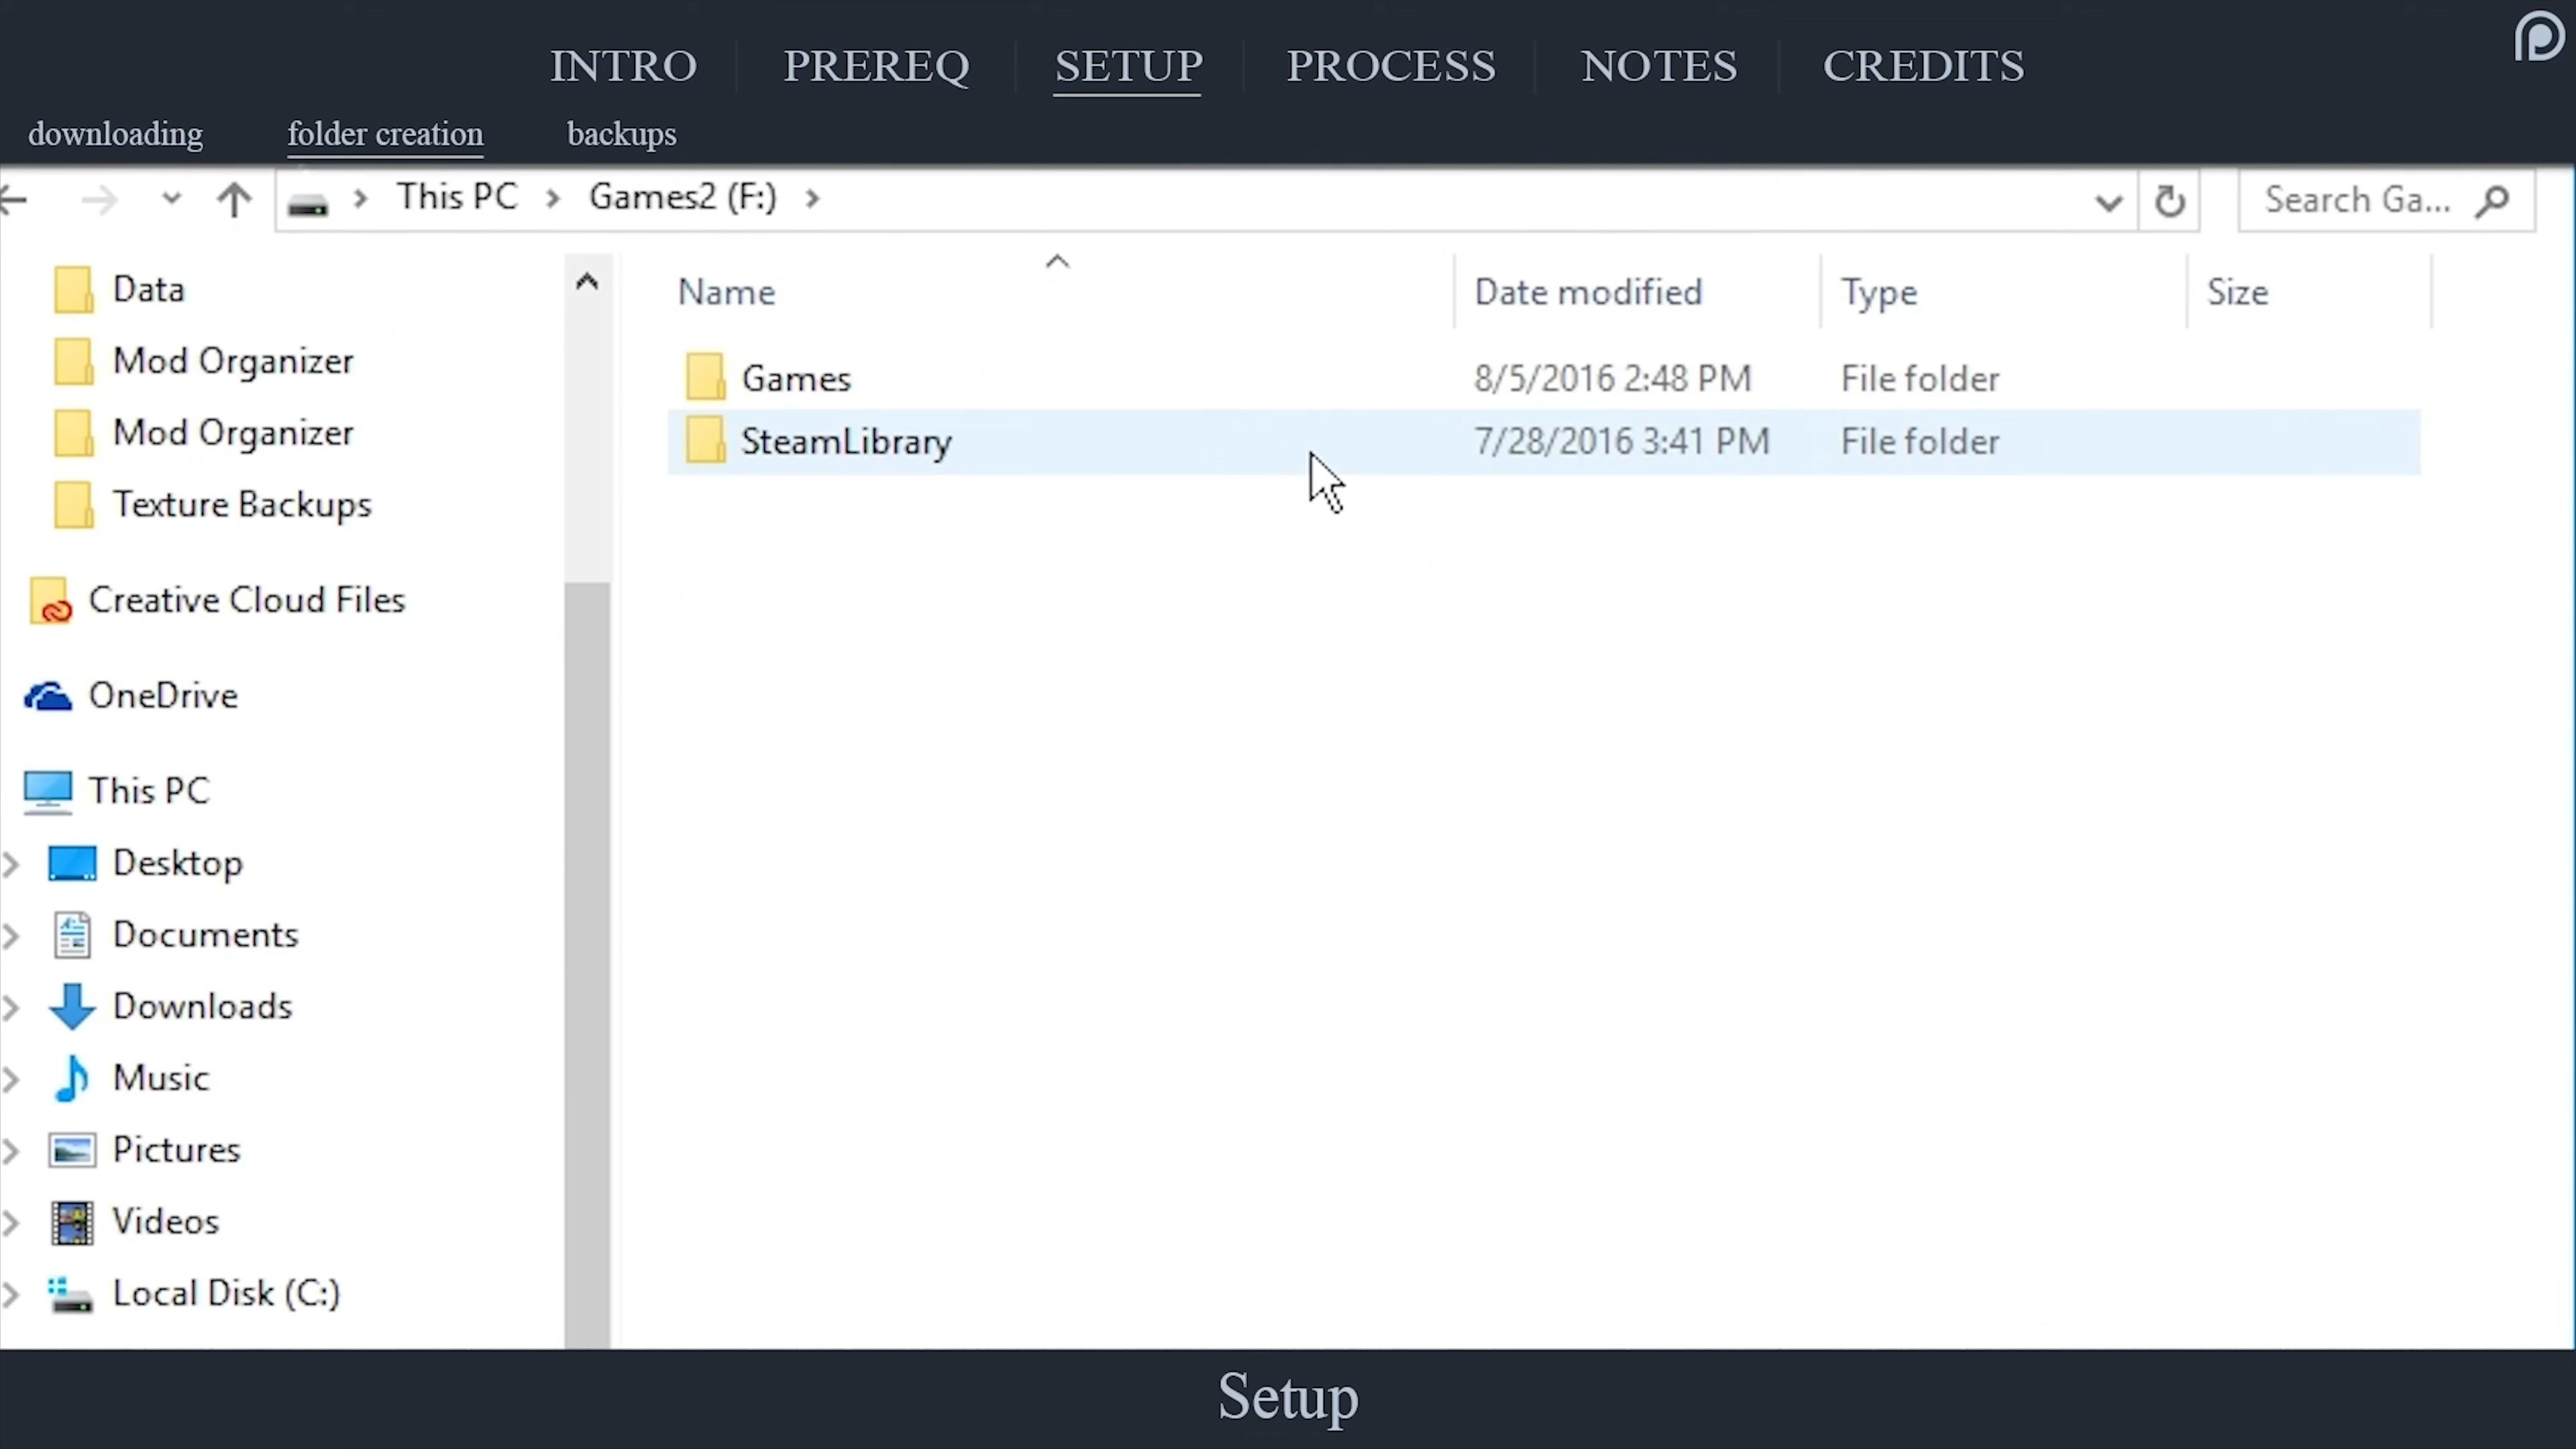 INTRO PREREQ SETUP PROCESS NOTES CREDITS
downloading folder creation backups
This PC Games2 (F:) Search Ga...
Data
Mod Organizer
Mod Organizer
Texture Backups
Creative Cloud Files
OneDrive
This PC
Desktop
Documents
Downloads
Music
Pictures
Videos
Local Disk (C:)
Name Date modified Type Size
Games 8/5/2016 2:48 PM File folder
SteamLibrary 7/28/2016 3:41 PM File folder
Setup